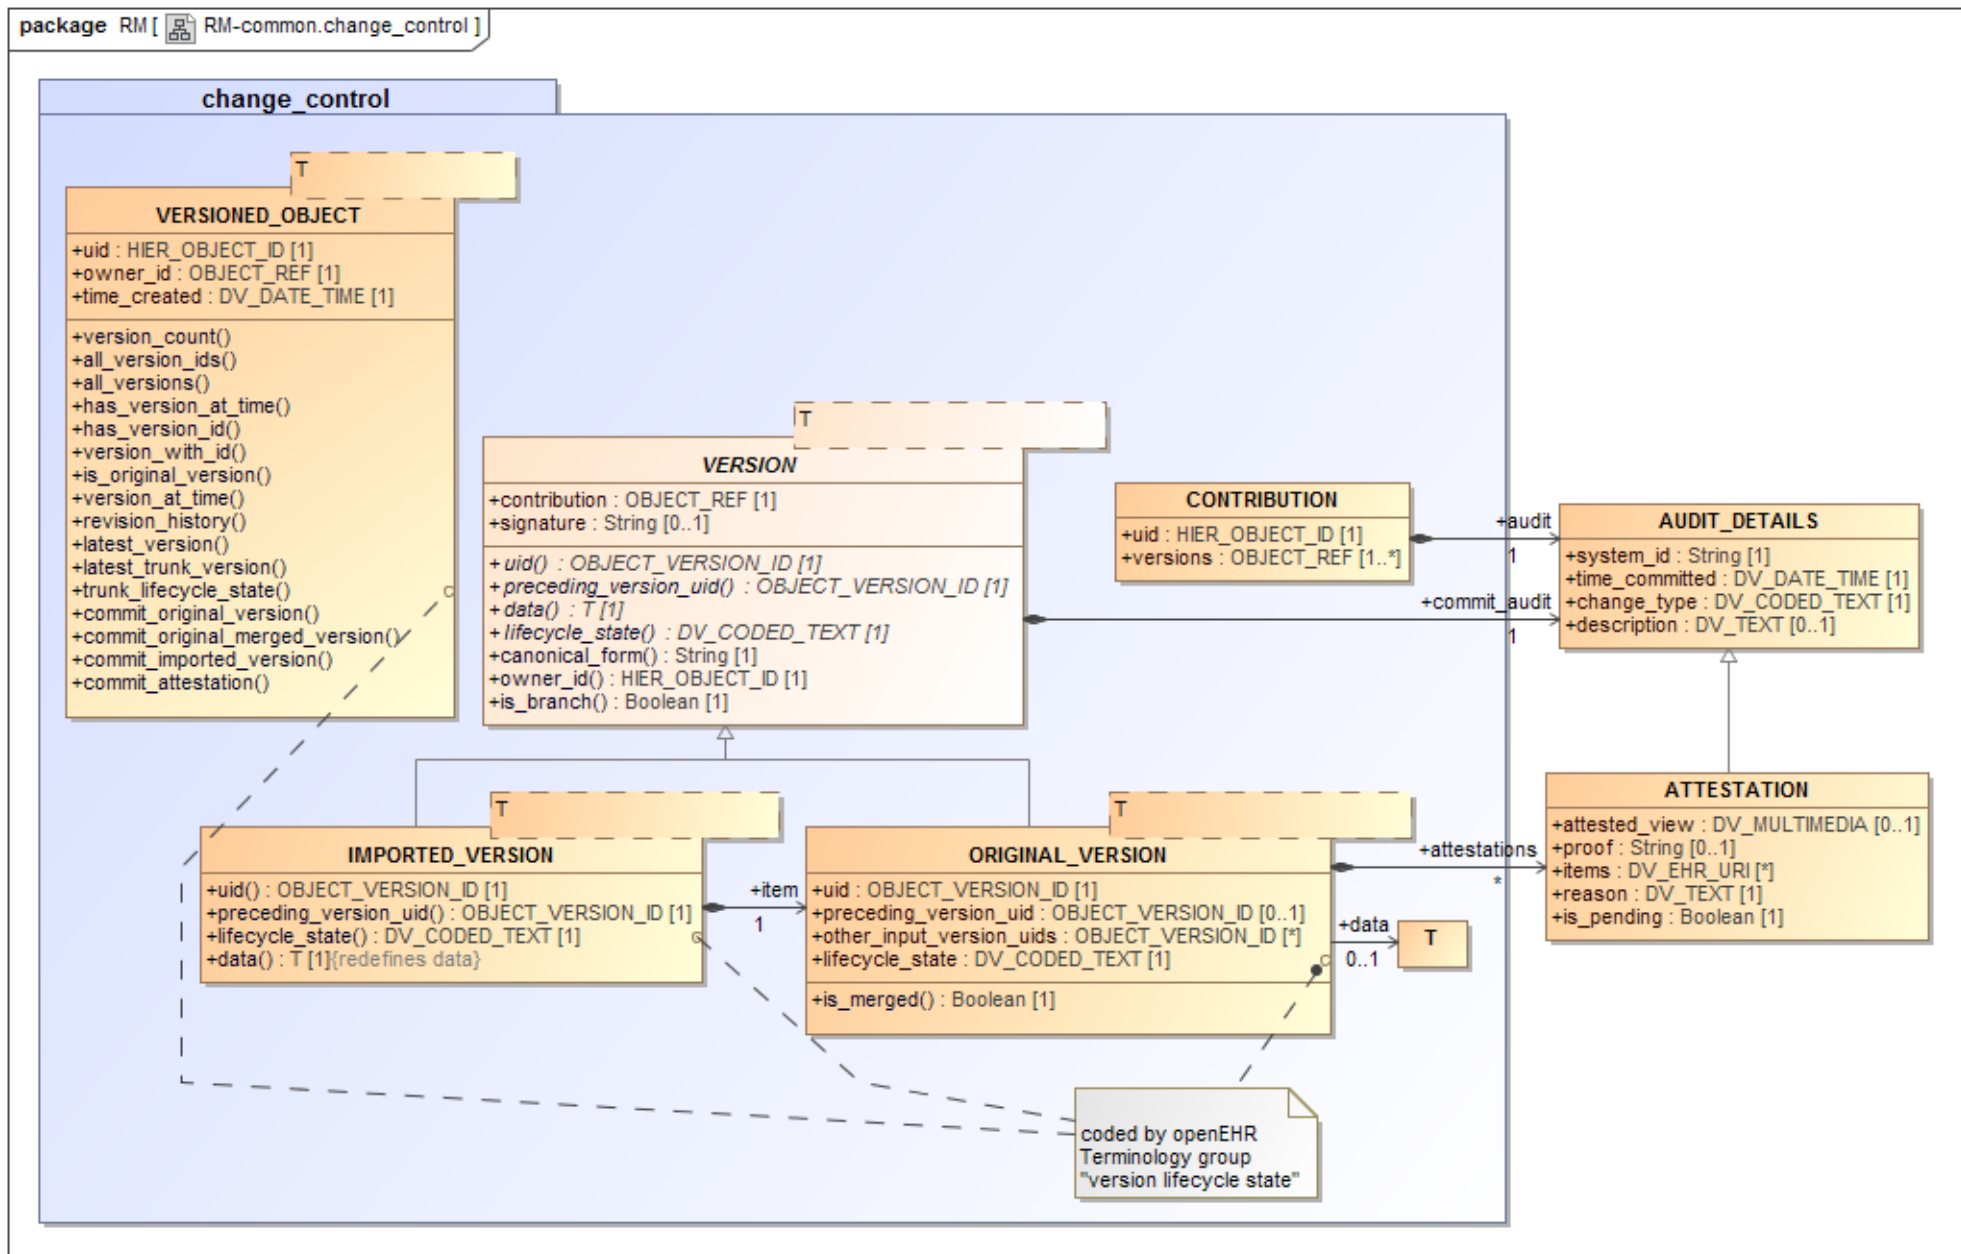 package RM [ RM-common.change_control ]
change_control
T
VERSIONED_OBJECT
+uid : HIER_OBJECT_ID [1]
+owner_id : OBJECT_REF [1]
+time_created : DV_DATE_TIME [1]
+version_count()
+all_version_ids()
+all_versions()
+has_version_at_time()
+has_version_id()
+version_with_id()
+is_original_version()
+version_at_time()
+revision_history()
+latest_version()
+latest_trunk_version()
+trunk_lifecycle_state()
+commit_original_version()
+commit_original_merged_version()
+commit_imported_version()
+commit_attestation()
T
VERSION
+contribution : OBJECT_REF [1]
+signature : String [0..1]
+uid() : OBJECT_VERSION_ID [1]
+preceding_version_uid() : OBJECT_VERSION_ID [1]
+data() : T [1]
+lifecycle_state() : DV_CODED_TEXT [1]
+canonical_form() : String [1]
+owner_id() : HIER_OBJECT_ID [1]
+is_branch() : Boolean [1]
CONTRIBUTION
+uid : HIER_OBJECT_ID [1]
+versions : OBJECT_REF [1..*]
+audit
1
+commit_audit
1
AUDIT_DETAILS
+system_id : String [1]
+time_committed : DV_DATE_TIME [1]
+change_type : DV_CODED_TEXT [1]
+description : DV_TEXT [0..1]
T
IMPORTED_VERSION
+uid() : OBJECT_VERSION_ID [1]
+preceding_version_uid() : OBJECT_VERSION_ID [1]
+lifecycle_state() : DV_CODED_TEXT [1]
+data() : T [1]{redefines data}
+item
1
T
ORIGINAL_VERSION
+uid : OBJECT_VERSION_ID [1]
+preceding_version_uid : OBJECT_VERSION_ID [0..1]
+other_input_version_uids : OBJECT_VERSION_ID [*]
+lifecycle_state : DV_CODED_TEXT [1]
+is_merged() : Boolean [1]
+attestations
*
+data
0..1
T
ATTESTATION
+attested_view : DV_MULTIMEDIA [0..1]
+proof : String [0..1]
+items : DV_EHR_URI [*]
+reason : DV_TEXT [1]
+is_pending : Boolean [1]
coded by openEHR
Terminology group
"version lifecycle state"